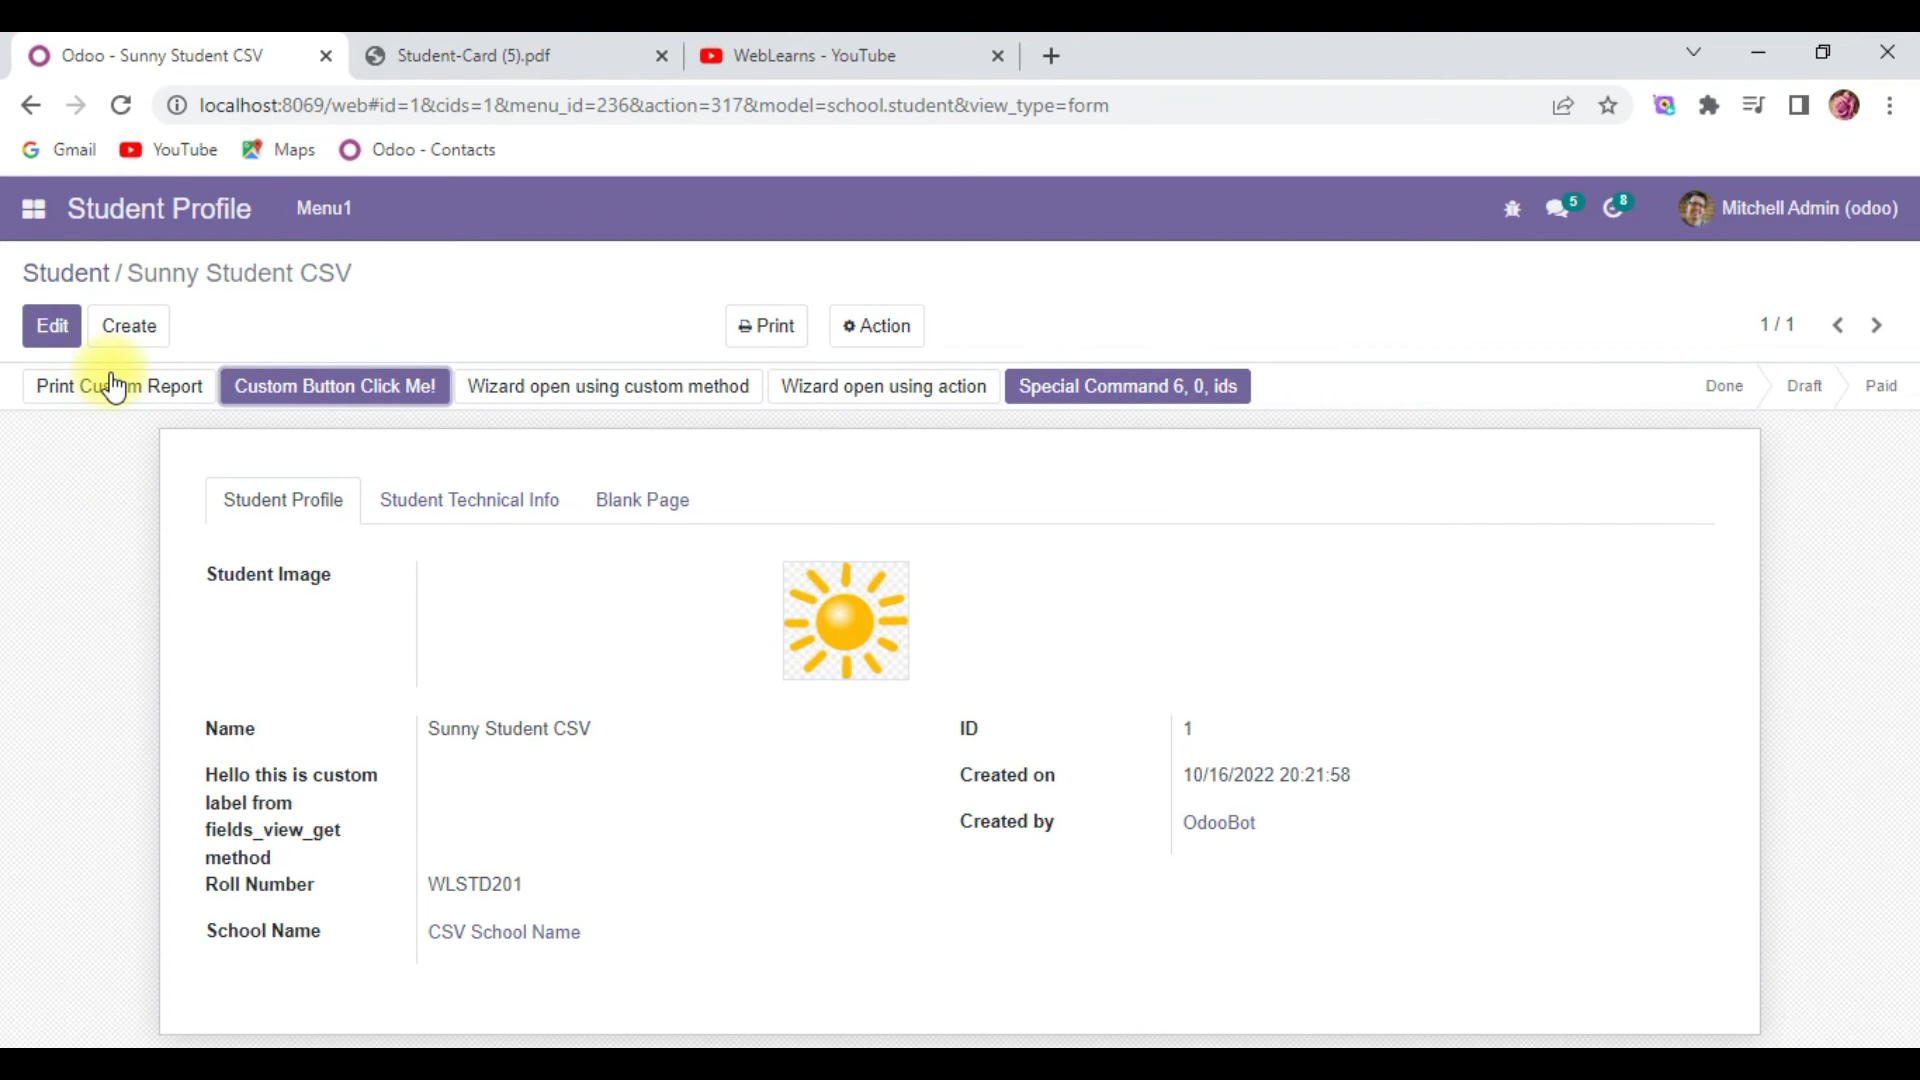 Odoo - Sunny Student CSV
Student-Card (5).pdf
WebLearns - YouTube
localhost:8069/web#id=1&cids=1&menu_id=236&action=317&model=school.student&view_type=form
Gmail
YouTube
Maps
Odoo - Contacts
Student Profile
Menu1
5
8
Mitchell Admin (odoo)
Student / Sunny Student CSV
Edit
Create
Print
Action
1 / 1
Print Custom Report
Custom Button Click Me!
Wizard open using custom method
Wizard open using action
Special Command 6, 0, ids
Done
Draft
Paid
Student Profile
Student Technical Info
Blank Page
Student Image
Name
Sunny Student CSV
ID
1
Hello this is custom
label from
fields_view_get
method
Created on
10/16/2022 20:21:58
Created by
OdooBot
Roll Number
WLSTD201
School Name
CSV School Name